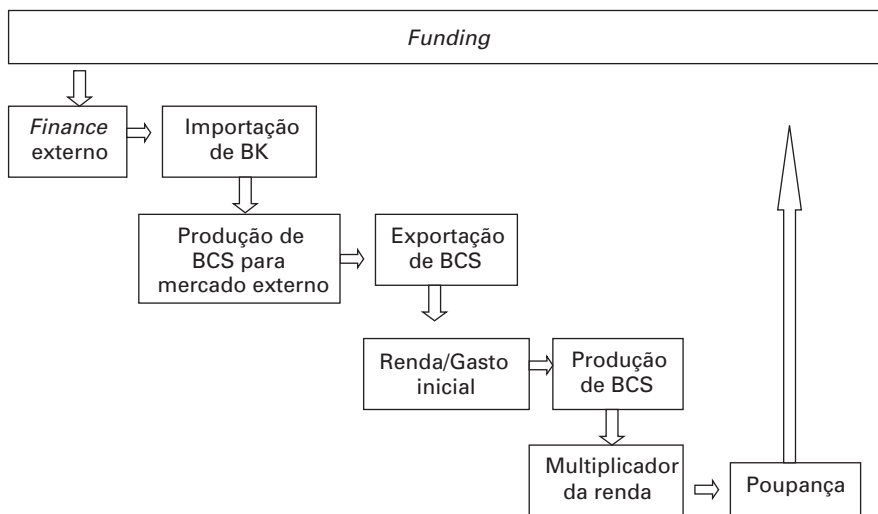 Funding
Finance
externo
Importação
de BK
Produção de
BCS para
mercado externo
Exportação
de BCS
Renda/Gasto
inicial
Produção
de BCS
Multiplicador
da renda
Poupança